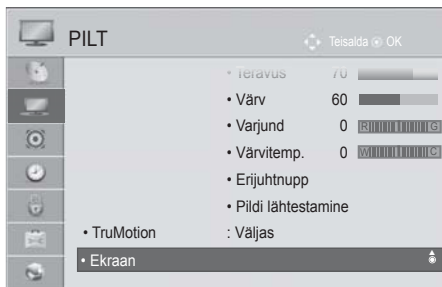 PILT
Teisalda OK
• Teravus 70
• Värv 60
• Varjund 0 R G
• Värvitemp. 0 W C
• Erijuhtnupp
• Pildi lähtestamine
• TruMotion : Väljas
• Ekraan